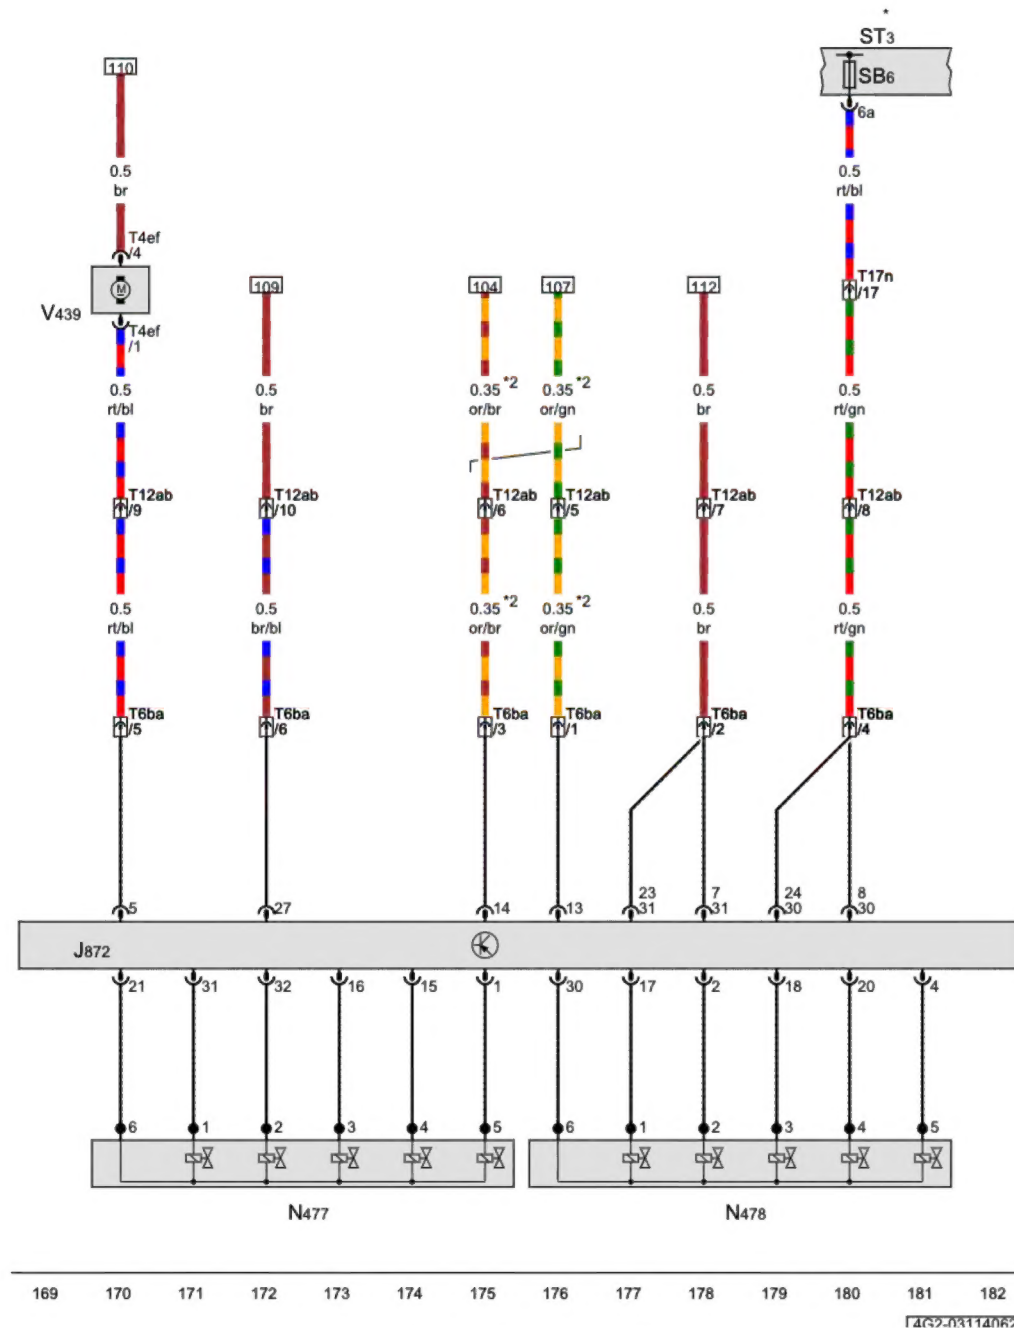 *
ST3
SB6
6a
110
0.5
br
0.5
rt/bl
T4ef
/4
M
V439
T4ef
/1
109
104
107
112
T17n
/17
0.5
rt/bl
0.5
br
0.35 *2
or/br
0.35 *2
or/gn
0.5
br
0.5
rt/gn
T12ab
/9
T12ab
/10
T12ab
/6
T12ab
/5
T12ab
/7
T12ab
/8
0.5
rt/bl
0.5
br/bl
0.35 *2
or/br
0.35 *2
or/gn
0.5
br
0.5
rt/gn
T6ba
/5
T6ba
/6
T6ba
/3
T6ba
/1
T6ba
/2
T6ba
/4
23 7 24 8
5 27 14 13 31 31 30 30
J872
21 31 32 16 15 1 30 17 2 18 20 4
6 1 2 3 4 5 6 1 2 3 4 5
N477 N478
169 170 171 172 173 174 175 176 177 178 179 180 181 182
4G2-03114062